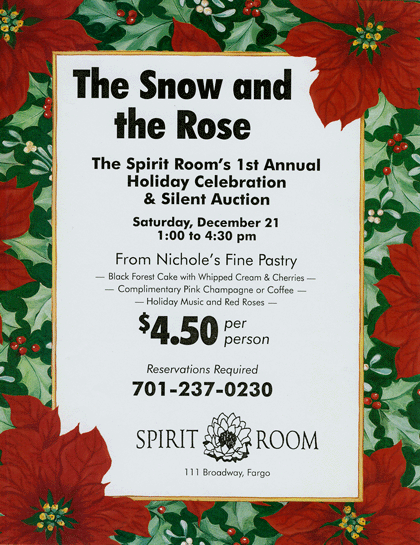 The Snow and
the Rose
The Spirit Room's 1st Annual
Holiday Celebration
& Silent Auction
Saturday, December 21
1:00 to 4:30 pm
From Nichole's Fine Pastry
— Black Forest Cake with Whipped Cream & Cherries —
— Complimentary Pink Champagne or Coffee —
— Holiday Music and Red Roses —
$4.50 per
person
Reservations Required
701-237-0230
SPIRIT ROOM
111 Broadway, Fargo